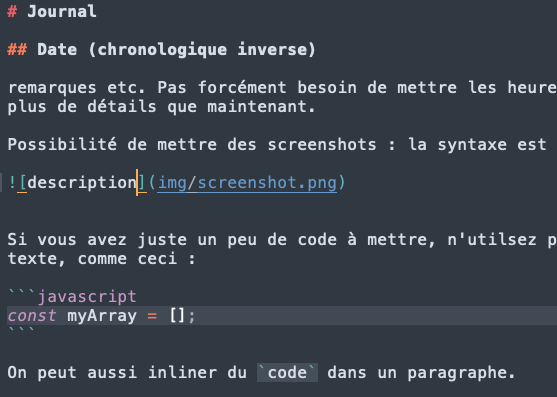 # Journal
## Date (chronologique inverse)
remarques etc. Pas forcément besoin de mettre les heure
plus de détails que maintenant.
Possibilité de mettre des screenshots : la syntaxe est
![description](img/screenshot.png)
Si vous avez juste un peu de code à mettre, n'utilsez p
texte, comme ceci :
```javascript
const myArray = [];
```
On peut aussi inliner du `code` dans un paragraphe.